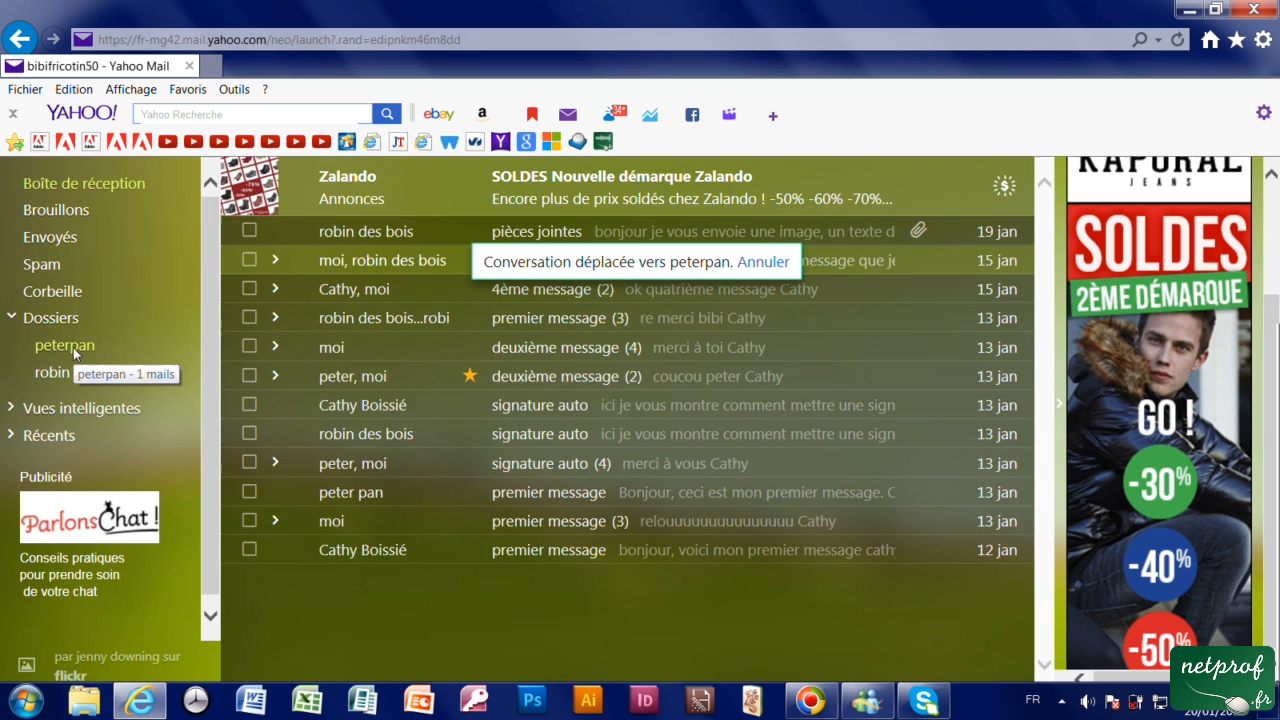 https://fr-mg42.mail.yahoo.com/neo/launch?.rand=edipnkm46m8dd
bibifricotin50 - Yahoo Mail
Fichier Edition Affichage Favoris Outils ?
YAHOO! Yahoo Recherche ebay a
Boîte de réception
Brouillons
Envoyés
Spam
Corbeille
Dossiers
peterpan
robin
peterpan - 1 mails
Vues intelligentes
Récents
Publicité
ParlonsChat !
Conseils pratiques
pour prendre soin
de votre chat
par jenny downing sur
flickr
Zalando SOLDES Nouvelle démarque Zalando
Annonces Encore plus de prix soldés chez Zalando ! -50% -60% -70%...
robin des bois pièces jointes bonjour je vous envoie une image, un texte d 19 jan
moi, robin des bois message que je 15 jan
Conversation déplacée vers peterpan. Annuler
Cathy, moi 4ème message (2) ok quatrième message Cathy 15 jan
robin des bois...robi premier message (3) re merci bibi Cathy 13 jan
moi deuxième message (4) merci à toi Cathy 13 jan
peter, moi deuxième message (2) coucou peter Cathy 13 jan
Cathy Boissié signature auto ici je vous montre comment mettre une sign 13 jan
robin des bois signature auto ici je vous montre comment mettre une sign 13 jan
peter, moi signature auto (4) merci à vous Cathy 13 jan
peter pan premier message Bonjour, ceci est mon premier message. C 13 jan
moi premier message (3) relouuuuuuuuuuuuuu Cathy 13 jan
Cathy Boissié premier message bonjour, voici mon premier message cath 12 jan
KAPORAL
JEANS
SOLDES
2ÈME DÉMARQUE
GO !
-30%
-40%
-50%
netprof
.fr
FR